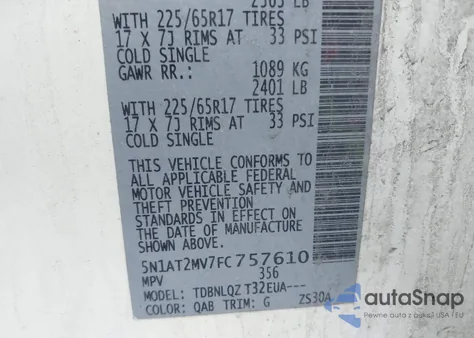 2303 LB
WITH 225/65R17 TIRES
17 X 7J RIMS AT 33 PSI
COLD SINGLE
GAWR RR.: 1089 KG
2401 LB
WITH 225/65R17 TIRES
17 X 7J RIMS AT 33 PSI
COLD SINGLE
THIS VEHICLE CONFORMS TO
ALL APPLICABLE FEDERAL
MOTOR VEHICLE SAFETY AND
THEFT PREVENTION
STANDARDS IN EFFECT ON
THE DATE OF MANUFACTURE
SHOWN ABOVE.
5N1AT2MV7FC757610
MPV 356
MODEL: TDBNLQZ T32EUA---
COLOR: QAB TRIM: G ZS30A
autoSnap
Pewne auta z aukcji USA i EU